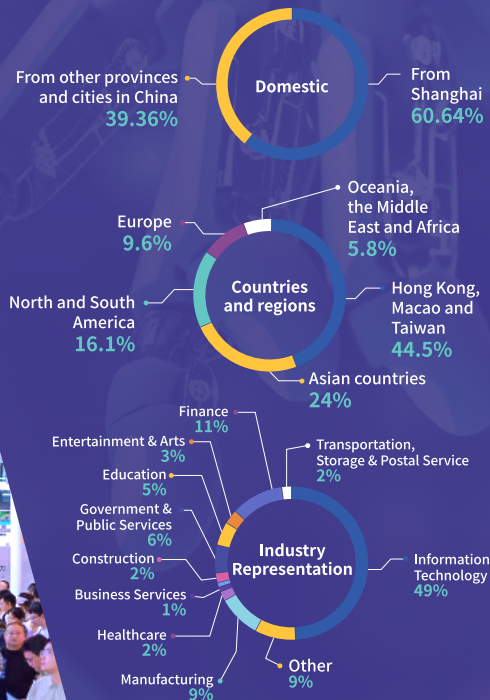 Domestic
From other provinces
and cities in China
39.36%
From
Shanghai
60.64%
Countries
and regions
Oceania,
the Middle
East and Africa
5.8%
Europe
9.6%
North and South
America
16.1%
Hong Kong,
Macao and
Taiwan
44.5%
Asian countries
24%
Industry
Representation
Finance
11%
Transportation,
Storage & Postal Service
2%
Entertainment & Arts
3%
Education
5%
Government &
Public Services
6%
Construction
2%
Business Services
1%
Healthcare
2%
Manufacturing
9%
Other
9%
Information
Technology
49%